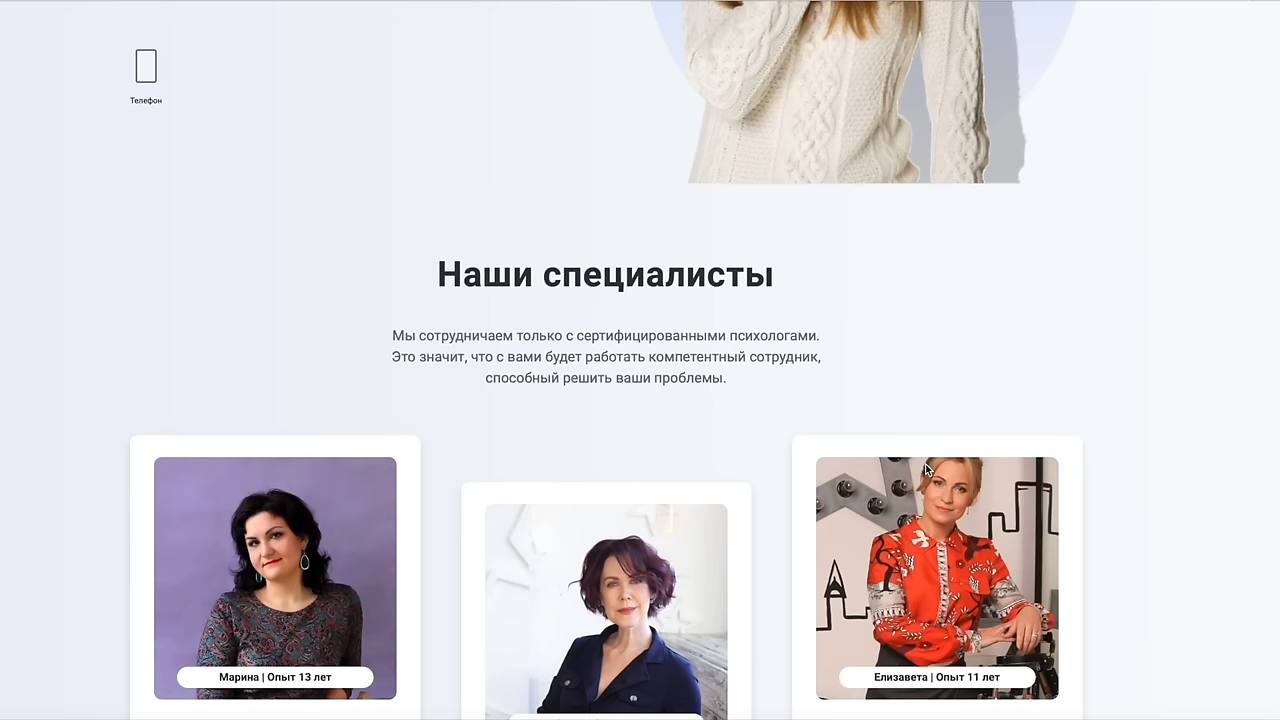 Телефон
Наши специалисты
Мы сотрудничаем только с сертифицированными психологами.
Это значит, что с вами будет работать компетентный сотрудник,
способный решить ваши проблемы.
Марина | Опыт 13 лет
Елизавета | Опыт 11 лет